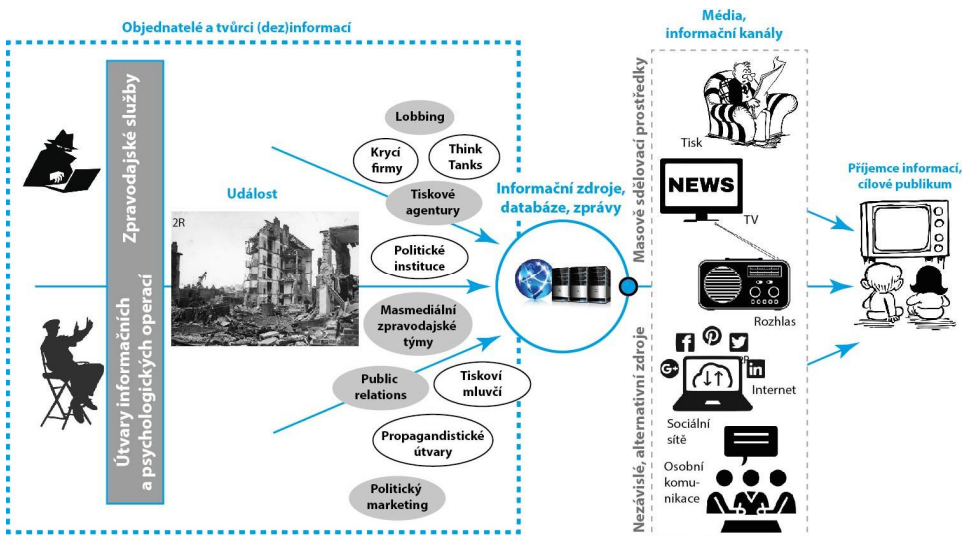 Objednatelé a tvůrci (dez)informací
Média,
informační kanály
Zpravodajské služby
Útvary informačních
a psychologických operací
Událost
2R
Lobbing
Krycí
firmy
Think
Tanks
Tiskové
agentury
Politické
instituce
Masmediální
zpravodajské
týmy
Public
relations
Tiskoví
mluvčí
Propagandistické
útvary
Politický
marketing
Informační zdroje,
databáze, zprávy
Masové sdělovací prostředky
Nezávislé, alternativní zdroje
Tisk
NEWS
TV
Rozhlas
Internet
Sociální
sítě
Osobní
komu-
nikace
Příjemce informací,
cílové publikum